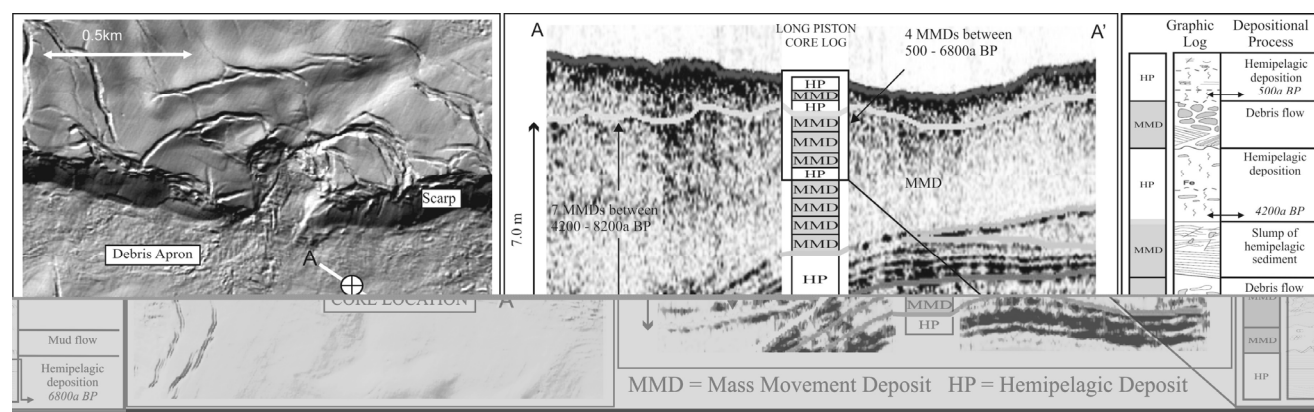 0.5km
Scarp
Debris Apron
A
A
A'
LONG PISTON
CORE LOG
4 MMDs between
500 - 6800a BP
HP
MMD
HP
MMD
MMD
MMD
HP
MMD
MMD
MMD
MMD
HP
7 MMDs between
4200 - 8200a BP
7.0 m
MMD
Graphic
Log
Depositional
Process
HP
MMD
HP
MMD
Fe
Hemipelagic
deposition
500a BP
Debris flow
Hemipelagic
deposition
4200a BP
Slump of
hemipelagic
sediment
Debris flow
Mud flow
Hemipelagic
deposition
6800a BP
CORE LOCATION
MMD
HP
MMD = Mass Movement Deposit HP = Hemipelagic Deposit
MMD
MMD
HP